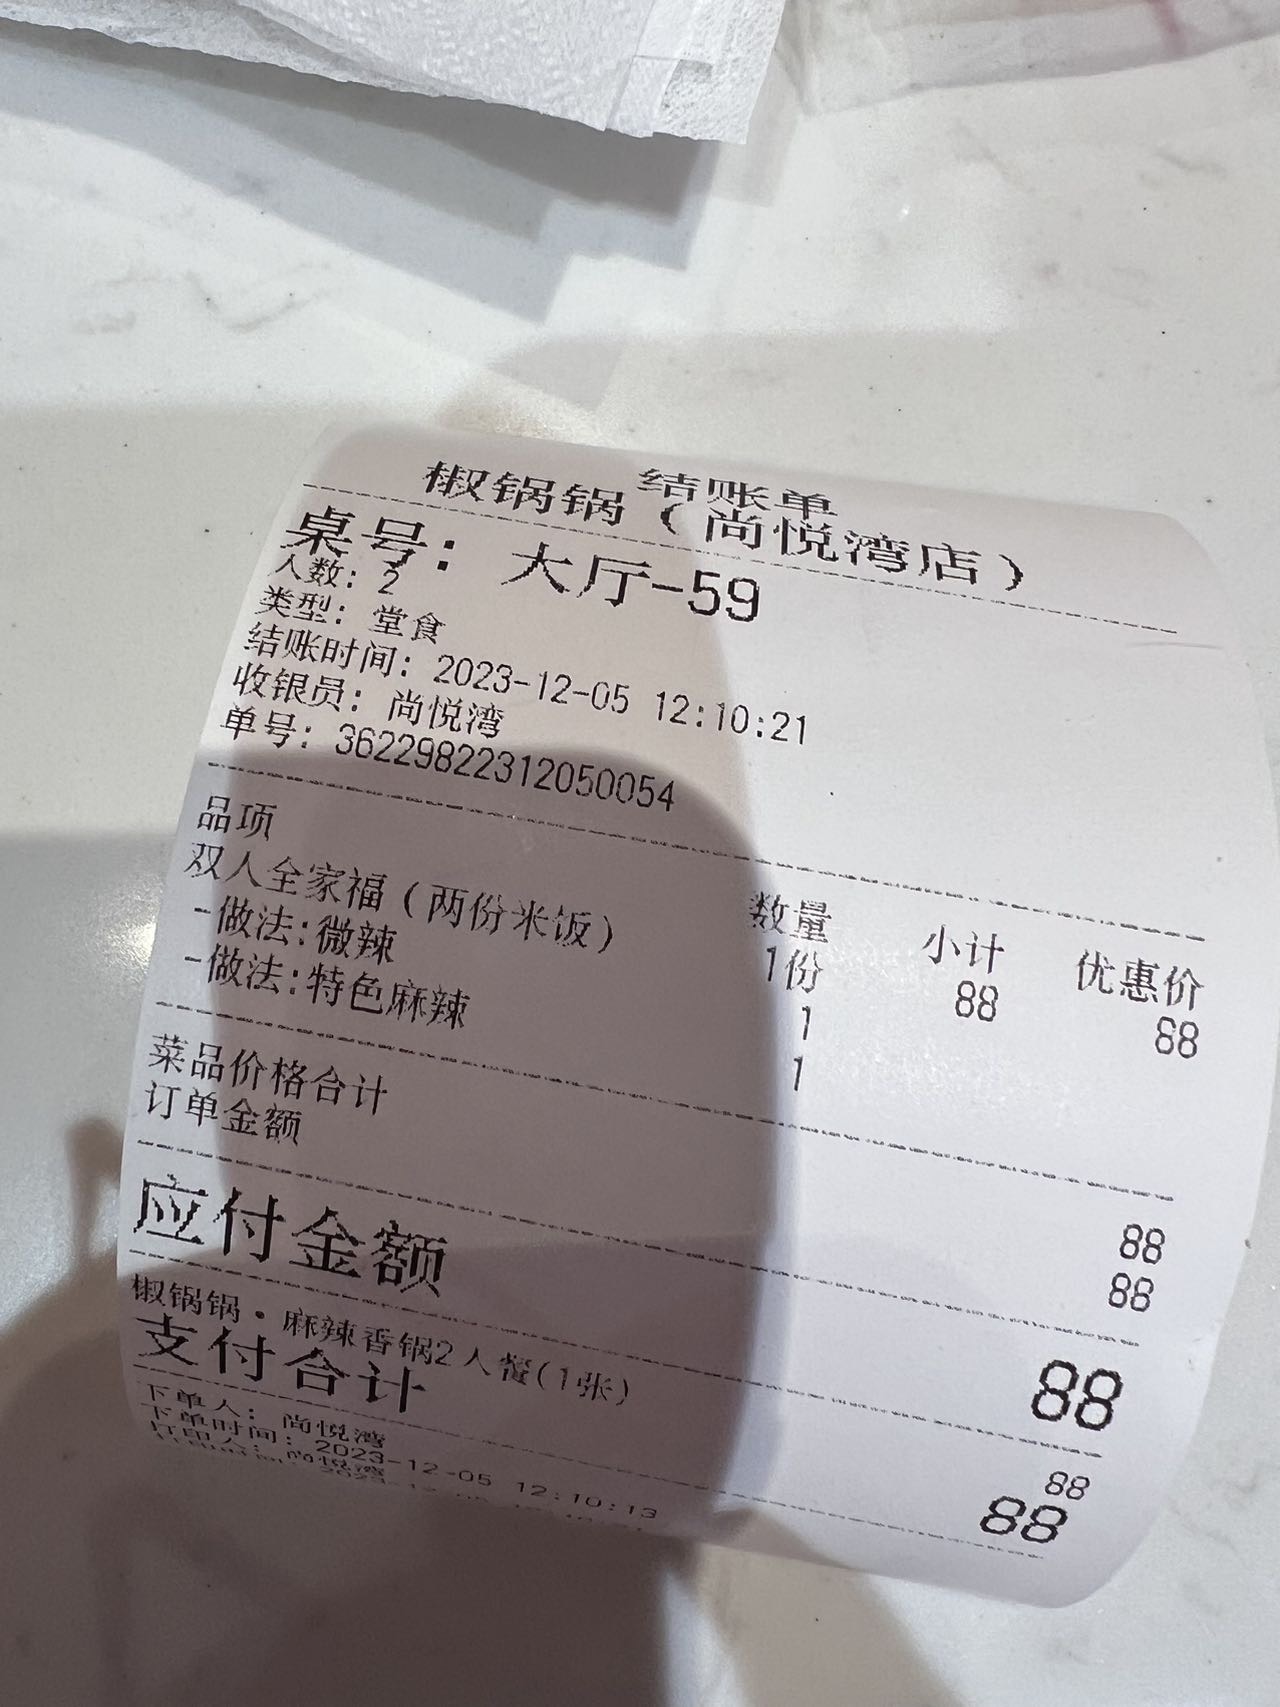 结账单
椒锅锅（尚悦湾店）
桌号：大厅-59
人数：2
类型：堂食
结账时间：2023-12-05 12:10:21
收银员：尚悦湾
单号：36229822312050054
品项 数量 小计 优惠价
双人全家福（两份米饭） 1份 88 88
-做法:微辣 1
-做法:特色麻辣 1
菜品价格合计 88
订单金额 88
应付金额 88
椒锅锅·麻辣香锅2人餐(1张) 88
支付合计 88
下单人：尚悦湾
下单时间：2023-12-05 12:10:13
打印人：尚悦湾